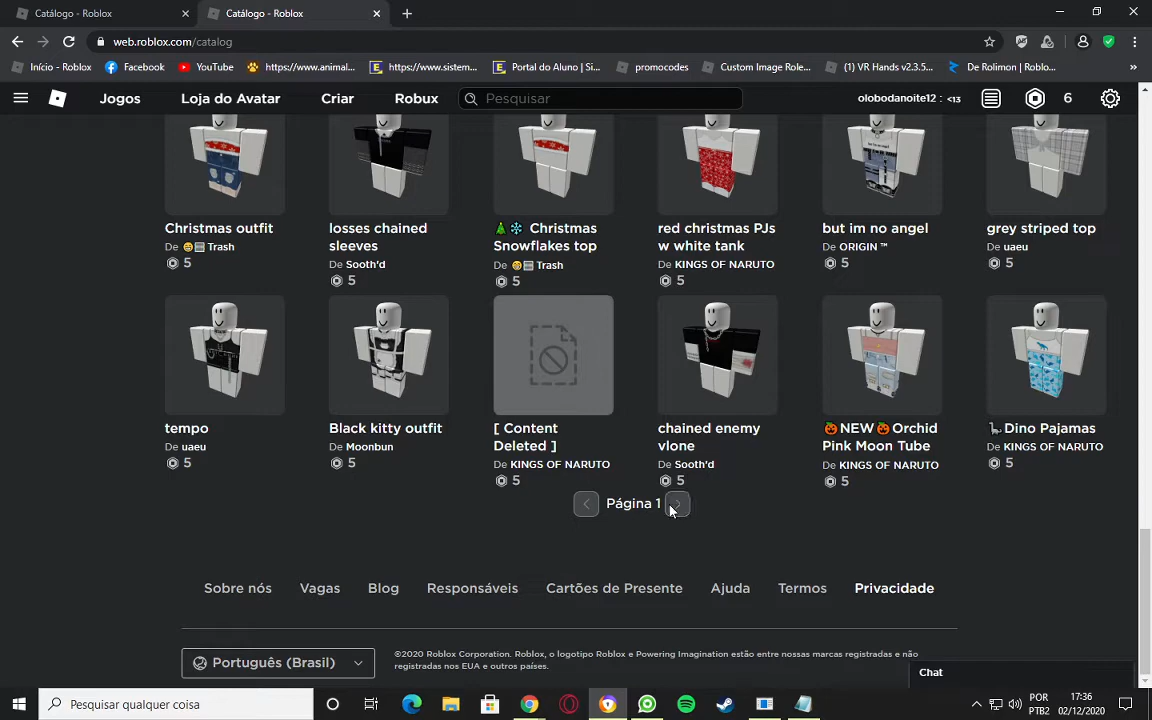 Catálogo - Roblox
Catálogo - Roblox
web.roblox.com/catalog
Início - Roblox
Facebook
YouTube
https://www.animal...
https://www.sistem...
Portal do Aluno | Si...
promocodes
Custom Image Role...
(1) VR Hands v2.3.5...
De Rolimon | Roblo...
Jogos
Loja do Avatar
Criar
Robux
Pesquisar
olobodanoite12 : <13
6
Christmas outfit
De 😄 Trash
5
losses chained
sleeves
De Sooth'd
5
🎄❄️ Christmas
Snowflakes top
De 😄 Trash
5
red christmas PJs
w white tank
De KINGS OF NARUTO
5
but im no angel
De ORIGIN ™
5
grey striped top
De uaeu
5
tempo
De uaeu
5
Black kitty outfit
De Moonbun
5
[ Content
Deleted ]
De KINGS OF NARUTO
5
chained enemy
vlone
De Sooth'd
5
🎃NEW🎃Orchid
Pink Moon Tube
De KINGS OF NARUTO
5
🦕Dino Pajamas
De KINGS OF NARUTO
5
Página 1
Sobre nós
Vagas
Blog
Responsáveis
Cartões de Presente
Ajuda
Termos
Privacidade
Português (Brasil)
©2020 Roblox Corporation. Roblox, o logotipo Roblox e Powering Imagination estão entre nossas marcas registradas e não
registradas nos EUA e outros países.
Chat
Pesquisar qualquer coisa
POR
PTB2
17:36
02/12/2020